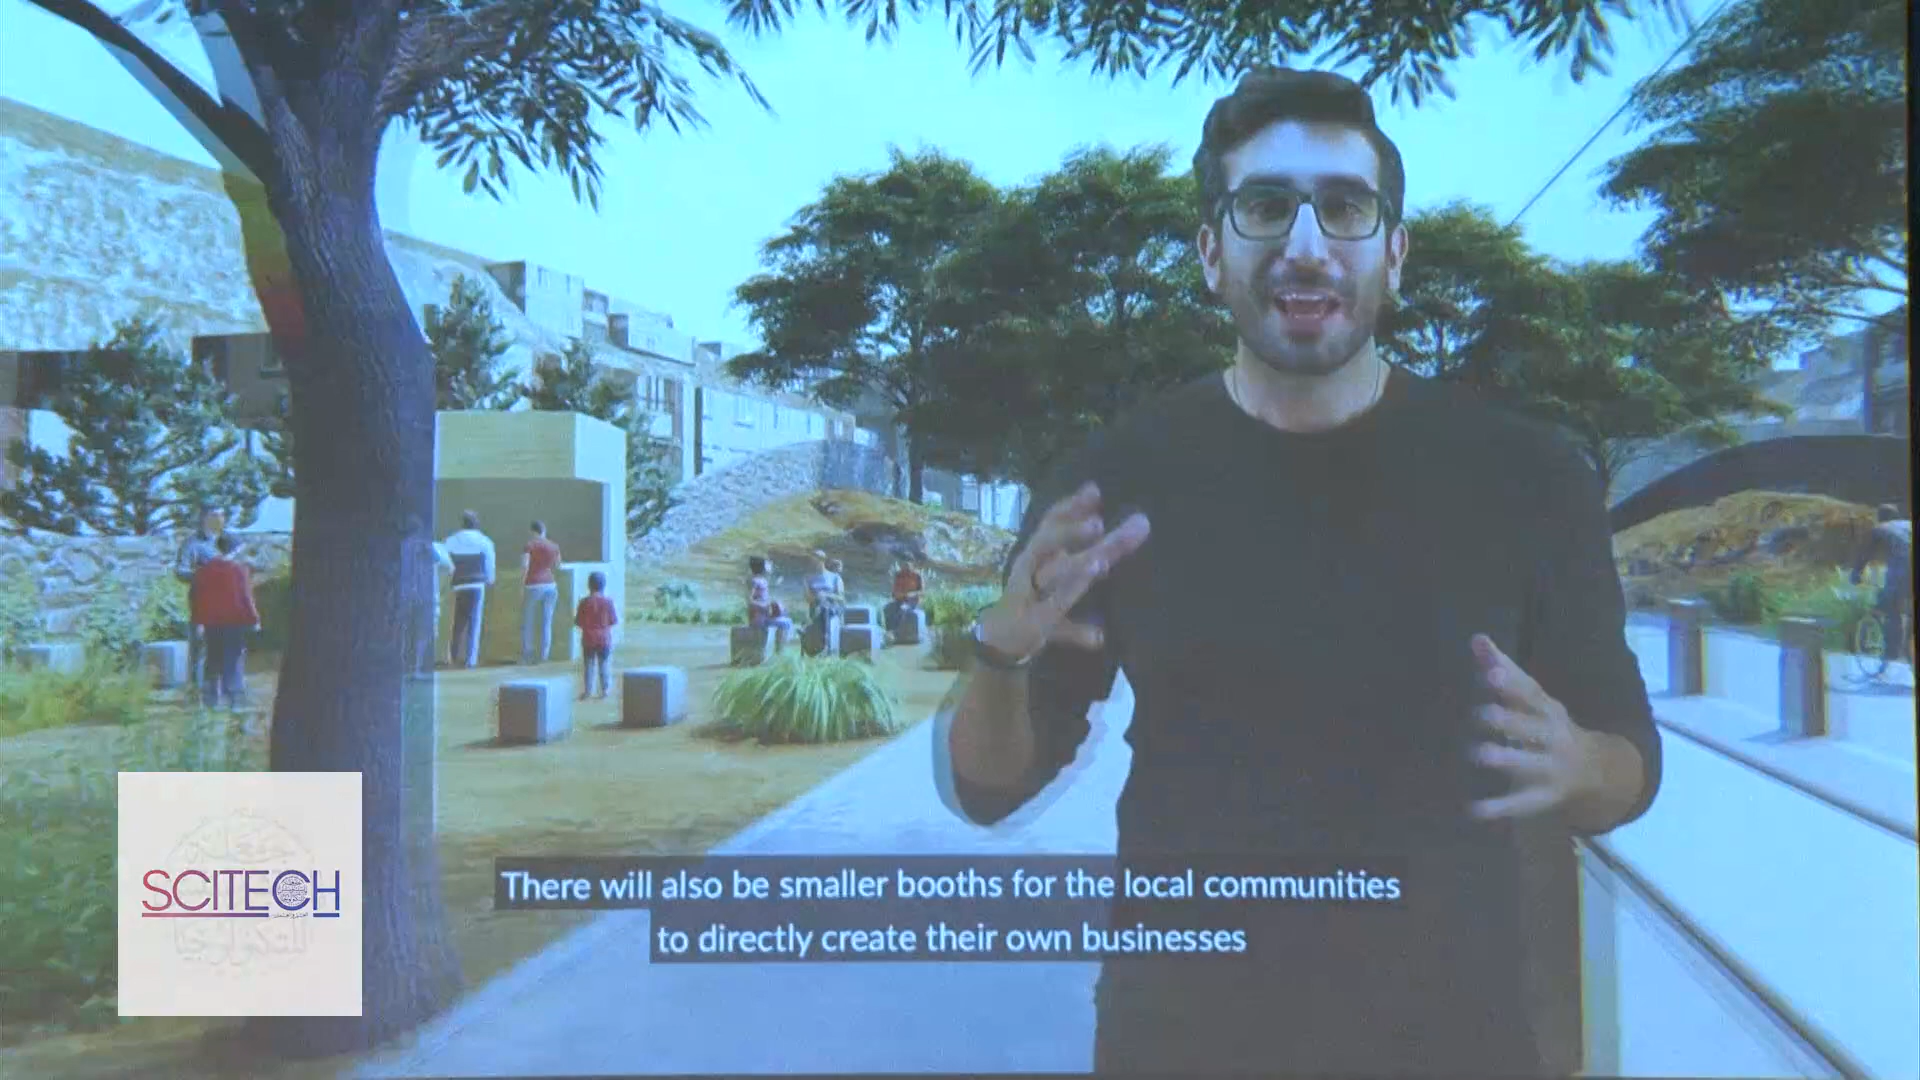 There will also be smaller booths for the local communities
to directly create their own businesses
SCITECH